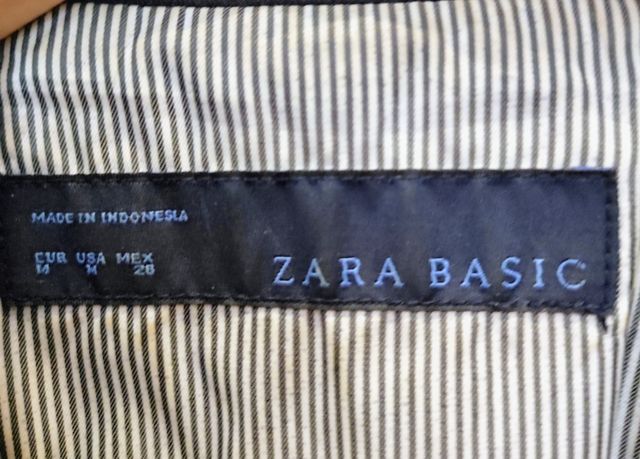 MADE IN INDONESIA
EUR USA MEX
M M 28
ZARA BASIC